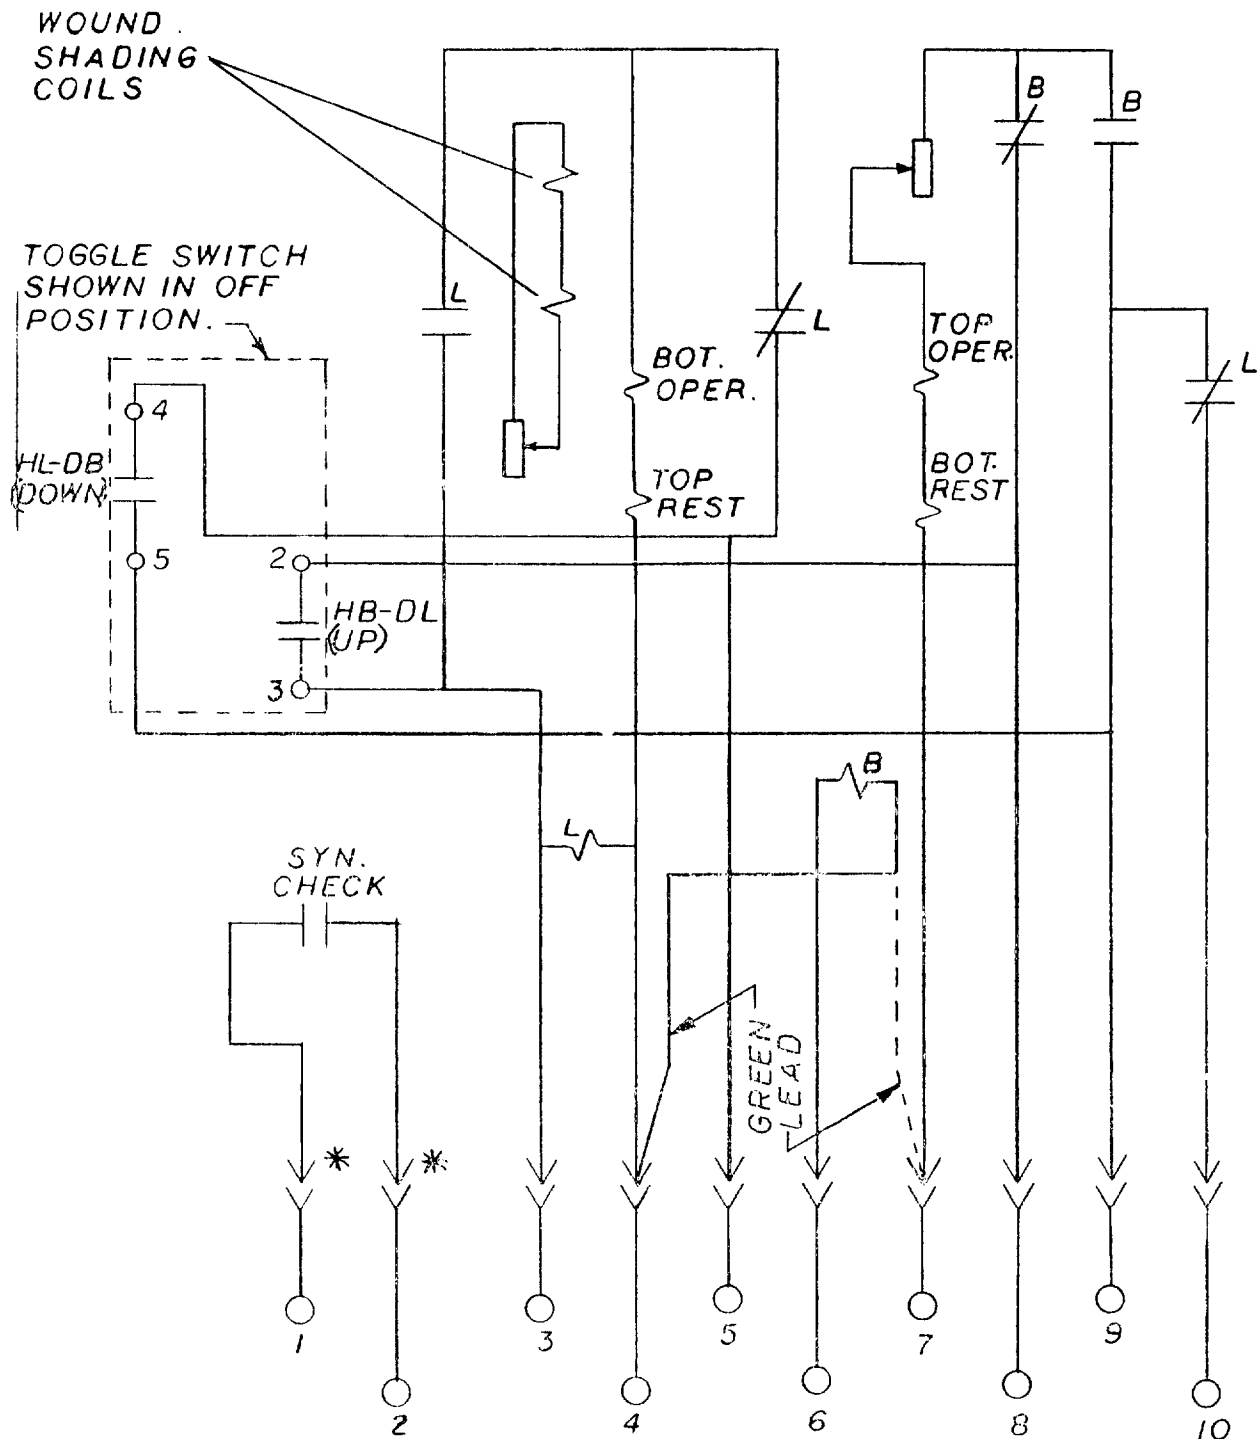 WOUND.
SHADING
COILS
B
B
TOGGLE SWITCH
SHOWN IN OFF
POSITION.
L
L
BOT.
OPER.
TOP
OPER.
L
4
HL-DB
(DOWN)
TOP
REST
BOT.
REST
5
2
HB-DL
(UP)
3
B
L
SYN.
CHECK
GREEN
LEAD
*
*
1
2
3
4
5
6
7
8
9
10